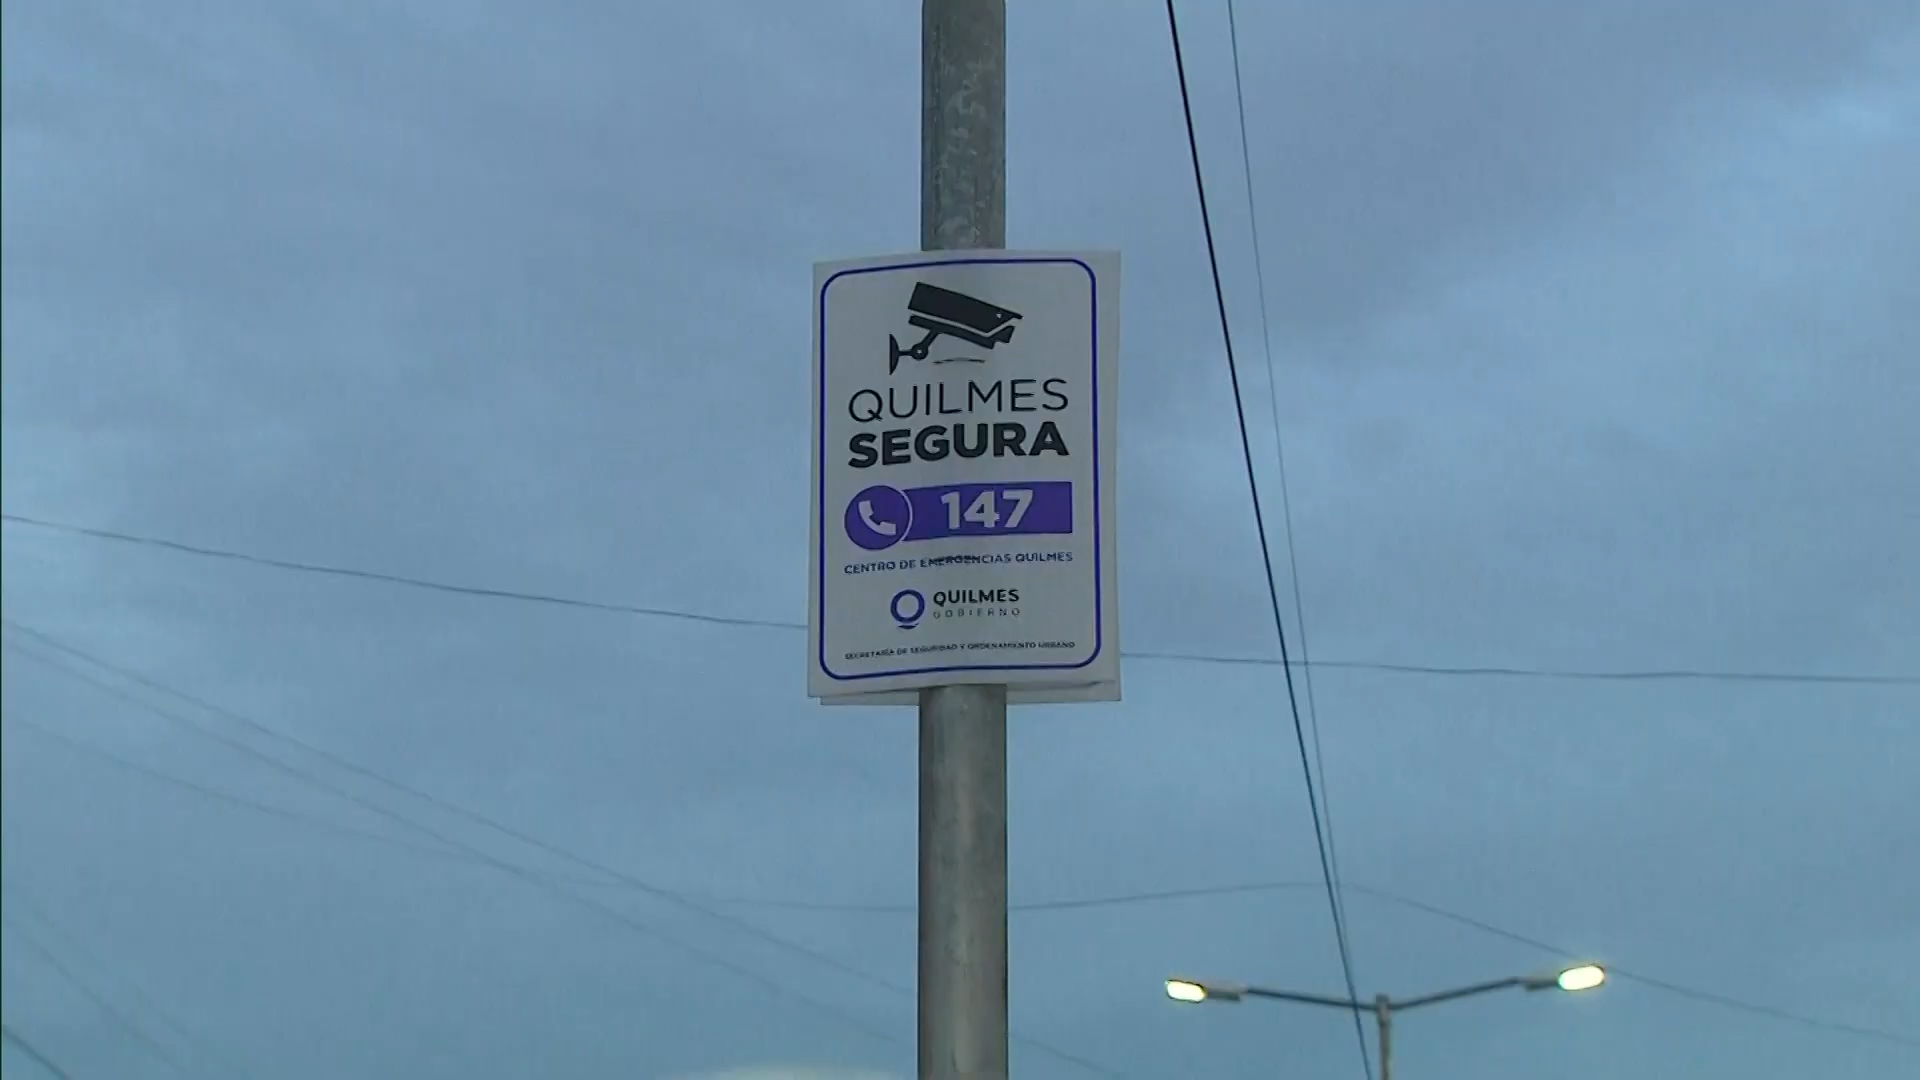 QUILMES
SEGURA
147
CENTRO DE EMERGENCIAS QUILMES
QUILMES
GOBIERNO
SECRETARÍA DE SEGURIDAD Y ORDENAMIENTO URBANO